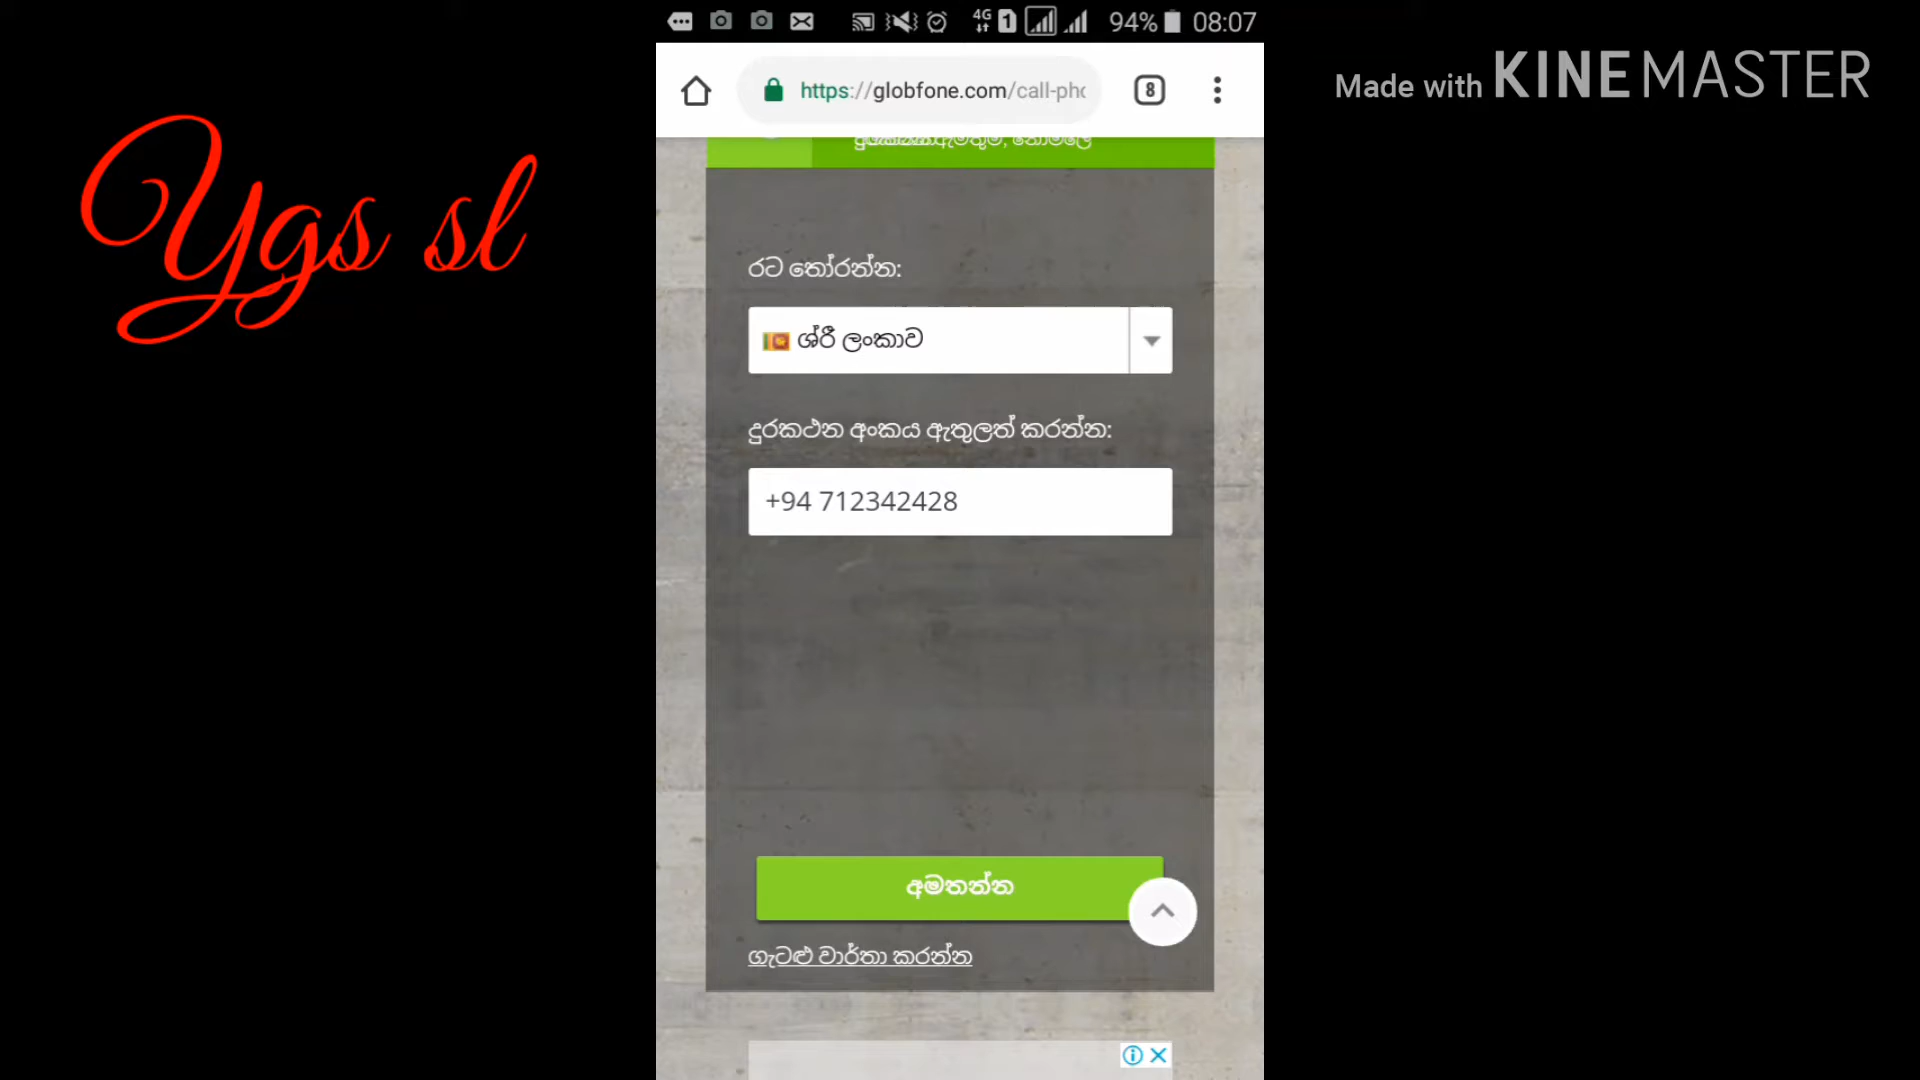 94% 08:07
https://globfone.com/call-pho
Made with KINEMASTER
Ygs sl
රට තෝරන්න:
ශ්රී ලංකාව
දුරකථන අංකය ඇතුලත් කරන්න:
+94 712342428
අමතන්න
ගැටළු වාර්තා කරන්න